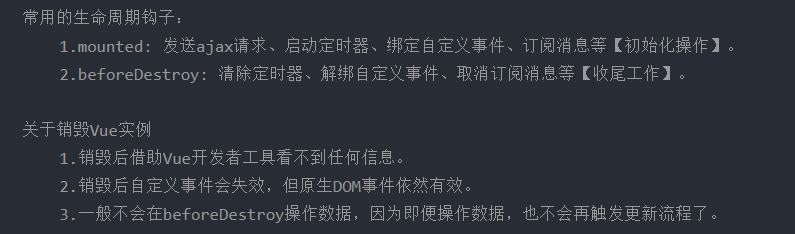 常用的生命周期钩子：
1.mounted: 发送ajax请求、启动定时器、绑定自定义事件、订阅消息等【初始化操作】。
2.beforeDestroy: 清除定时器、解绑自定义事件、取消订阅消息等【收尾工作】。
关于销毁Vue实例
1.销毁后借助Vue开发者工具看不到任何信息。
2.销毁后自定义事件会失效，但原生DOM事件依然有效。
3.一般不会在beforeDestroy操作数据，因为即便操作数据，也不会再触发更新流程了。